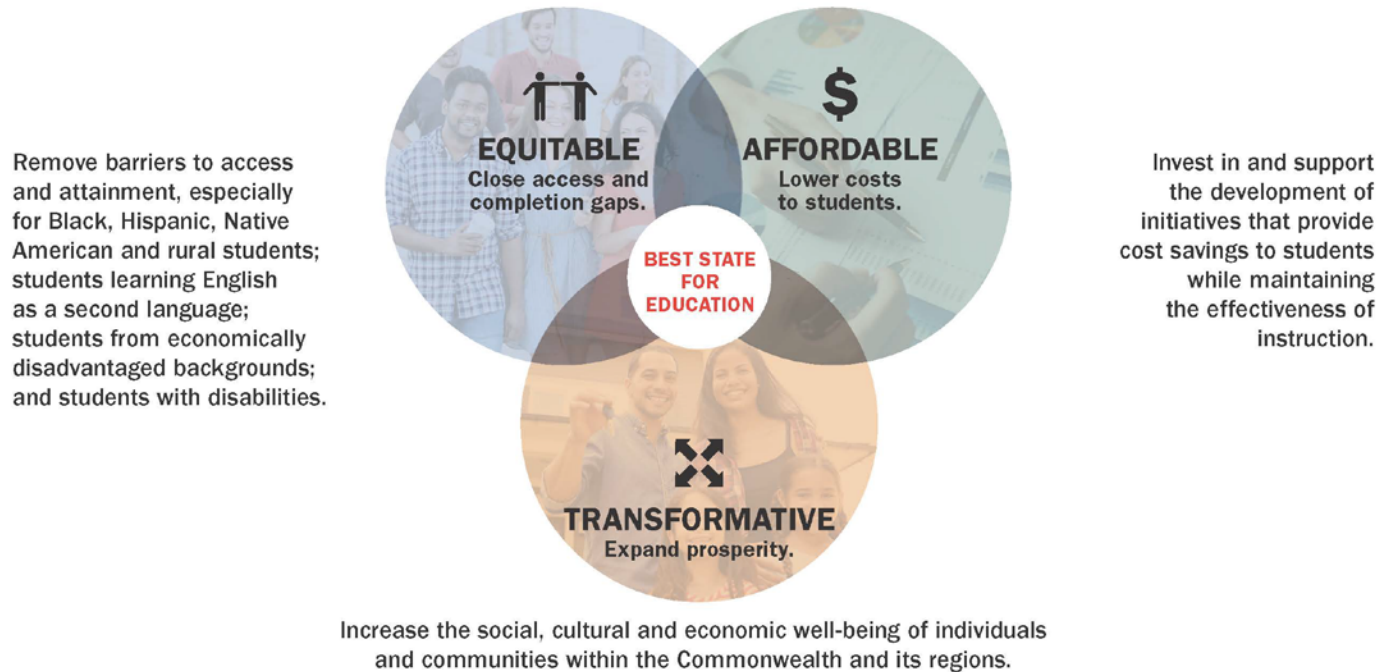 EQUITABLE
Close access and
completion gaps.
$
AFFORDABLE
Lower costs
to students.
Remove barriers to access
and attainment, especially
for Black, Hispanic, Native
American and rural students;
students learning English
as a second language;
students from economically
disadvantaged backgrounds;
and students with disabilities.
BEST STATE
FOR
EDUCATION
Invest in and support
the development of
initiatives that provide
cost savings to students
while maintaining
the effectiveness of
instruction.
TRANSFORMATIVE
Expand prosperity.
Increase the social, cultural and economic well-being of individuals
and communities within the Commonwealth and its regions.